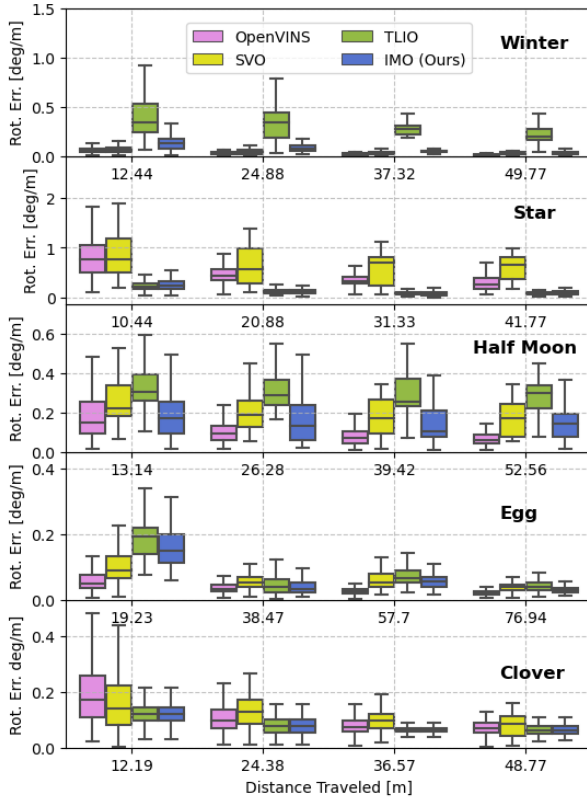 1.5
1.0
0.5
0.0
Rot. Err. [deg/m]
OpenVINS
SVO
TLIO
IMO (Ours)
Winter
12.44 24.88 37.32 49.77
2
1
0
Rot. Err. [deg/m]
Star
10.44 20.88 31.33 41.77
0.6
0.4
0.2
0.0
Rot. Err. [deg/m]
Half Moon
13.14 26.28 39.42 52.56
0.4
0.2
0.0
Rot. Err. [deg/m]
Egg
19.23 38.47 57.7 76.94
0.4
0.2
0.0
Rot. Err. deg/m]
Clover
12.19 24.38 36.57 48.77
Distance Traveled [m]